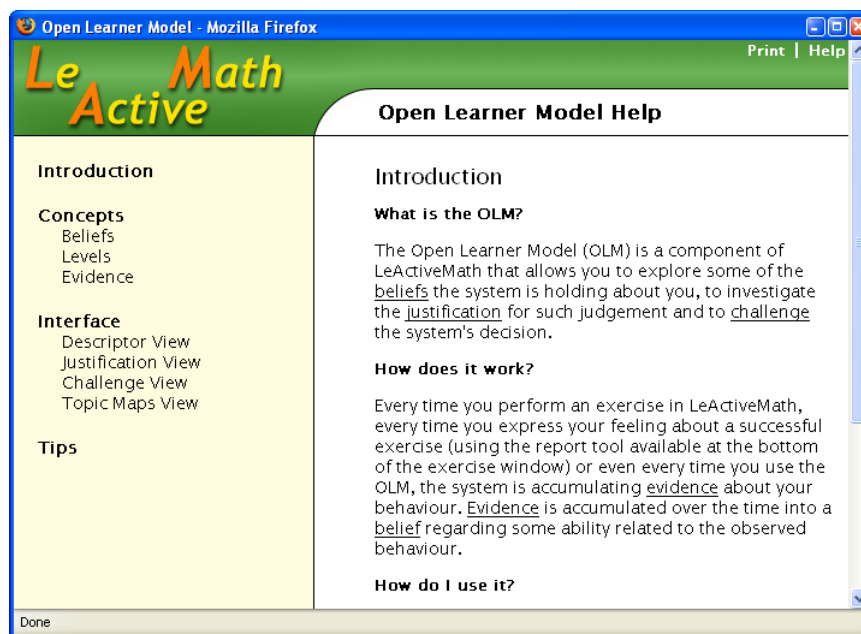 Open Learner Model - Mozilla Firefox
Print | Help
Le Math
Active
Open Learner Model Help
Introduction
Concepts
Beliefs
Levels
Evidence
Interface
Descriptor View
Justification View
Challenge View
Topic Maps View
Tips
Introduction
What is the OLM?
The Open Learner Model (OLM) is a component of
LeActiveMath that allows you to explore some of the
beliefs the system is holding about you, to investigate
the justification for such judgement and to challenge
the system's decision.
How does it work?
Every time you perform an exercise in LeActiveMath,
every time you express your feeling about a successful
exercise (using the report tool available at the bottom
of the exercise window) or even every time you use the
OLM, the system is accumulating evidence about your
behaviour. Evidence is accumulated over the time into a
belief regarding some ability related to the observed
behaviour.
How do I use it?
Done